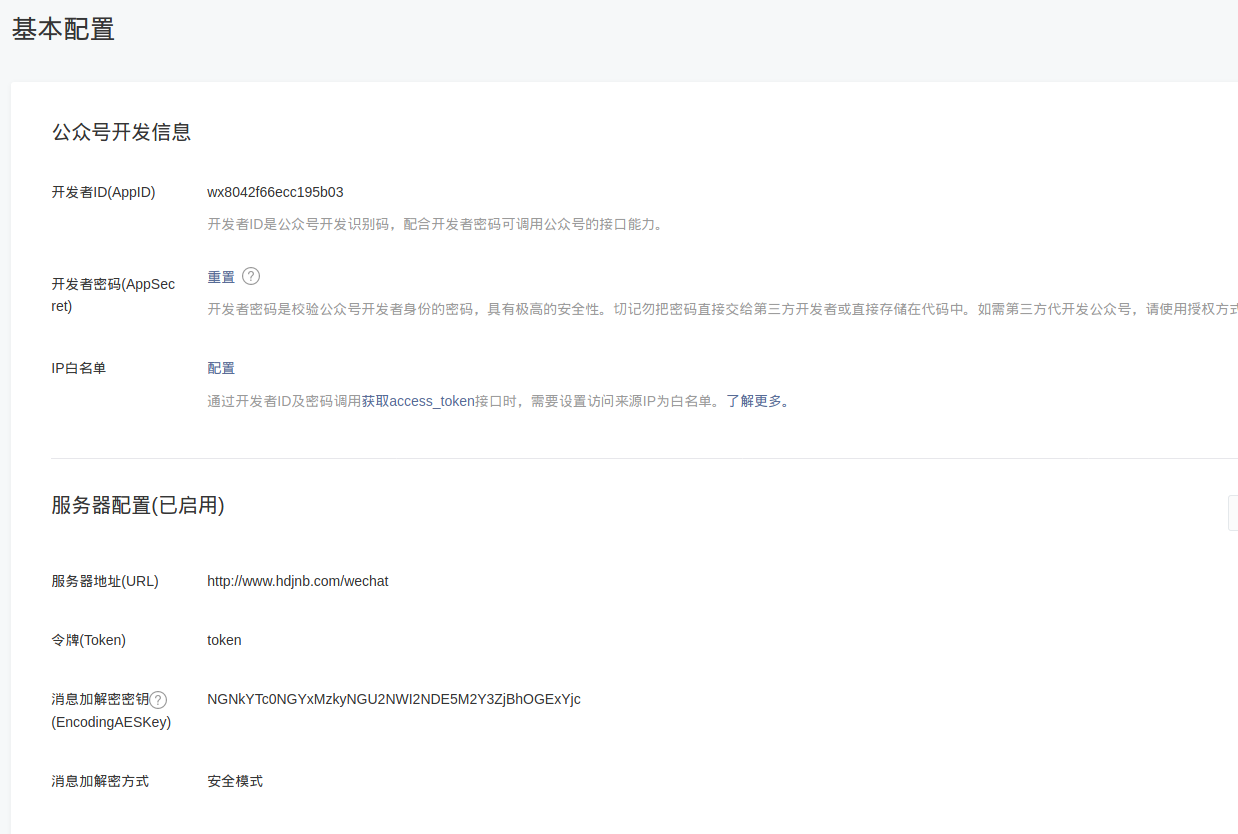 基本配置
公众号开发信息
开发者ID(AppID)
wx8042f66ecc195b03
开发者ID是公众号开发识别码，配合开发者密码可调用公众号的接口能力。
开发者密码(AppSec
ret)
重置 ?
开发者密码是校验公众号开发者身份的密码，具有极高的安全性。切记勿把密码直接交给第三方开发者或直接存储在代码中。如需第三方代开发公众号，请使用授权方式
IP白名单
配置
通过开发者ID及密码调用获取access_token接口时，需要设置访问来源IP为白名单。了解更多。
服务器配置(已启用)
服务器地址(URL)
http://www.hdjnb.com/wechat
令牌(Token)
token
消息加解密密钥?
(EncodingAESKey)
NGNkYTc0NGYxMzkyNGU2NWI2NDE5M2Y3ZjBhOGExYjc
消息加解密方式
安全模式